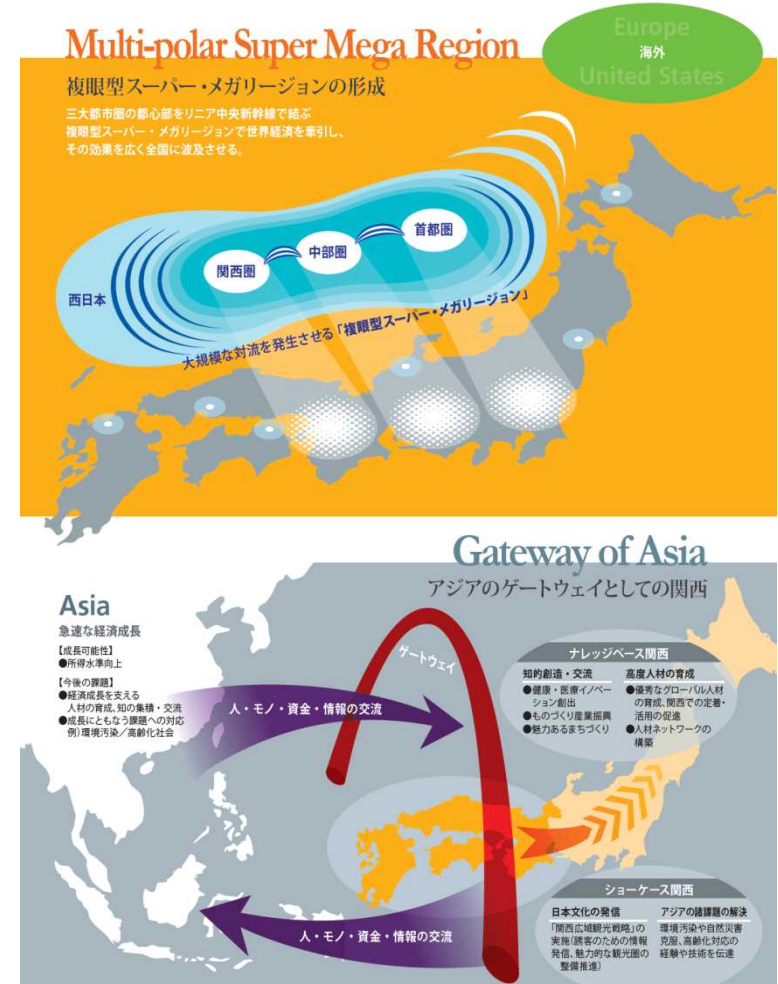 Multi-polar Super Mega Region
複眼型スーパー・メガリージョンの形成
三大都市圏の都心部をリニア中央新幹線で結ぶ
複眼型スーパー・メガリージョンで世界経済を牽引し、
その効果を広く全国に波及させる。
Europe
海外
United States
首都圏
中部圏
関西圏
西日本
大規模な対流を発生させる「複眼型スーパー・メガリージョン」
Gateway of Asia
アジアのゲートウェイとしての関西
Asia
急速な経済成長
【成長可能性】
●所得水準向上
【今後の課題】
●経済成長を支える
人材の育成、知の集積・交流
●成長にともなう課題への対応
例）環境汚染／高齢化社会
ゲートウェイ
人・モノ・資金・情報の交流
ナレッジベース関西
知的創造・交流
●健康・医療イノベー
ション創出
●ものづくり産業振興
●魅力あるまちづくり
高度人材の育成
●優秀なグローバル人材
の育成、関西での定着・
活用の促進
●人材ネットワークの
構築
人・モノ・資金・情報の交流
ショーケース関西
日本文化の発信
「関西広域観光戦略」の
実施（誘客のための情報
発信、魅力的な観光圏の
整備推進）
アジアの諸課題の解決
環境汚染や自然災害
克服、高齢化対応の
経験や技術を伝達